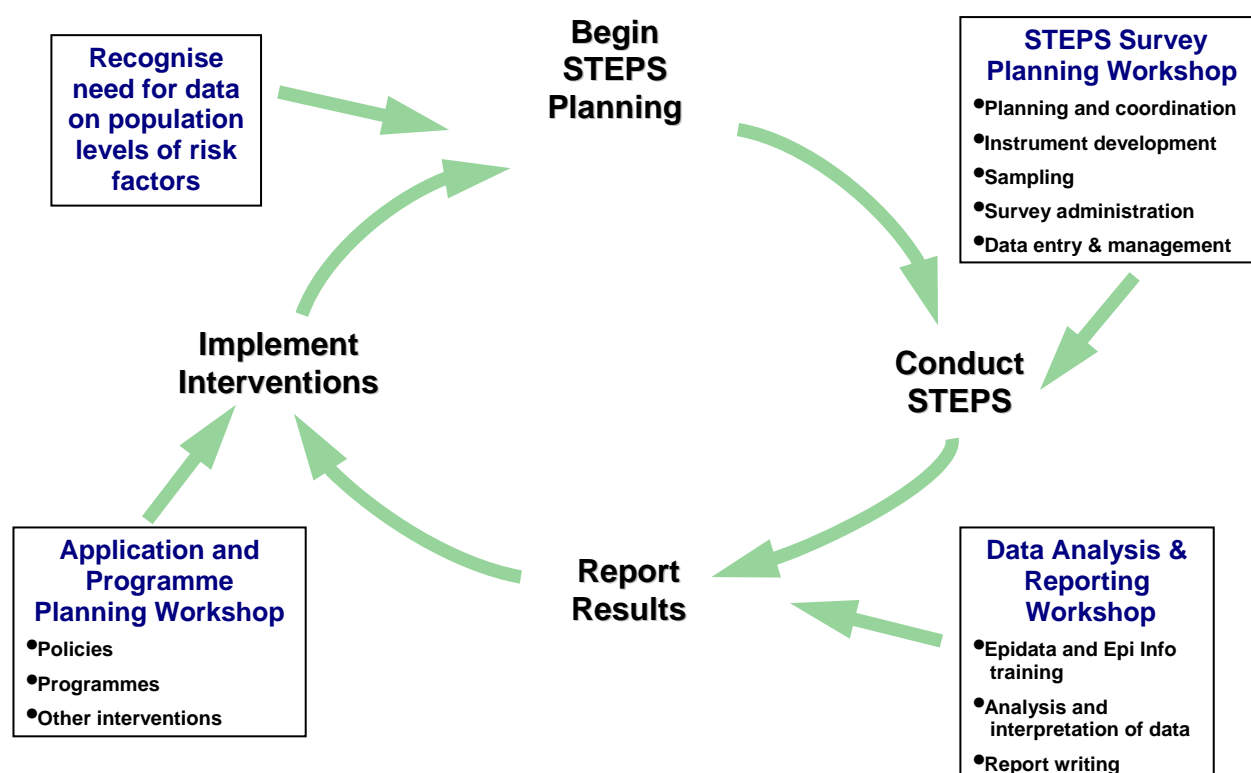 Recognise
need for data
on population
levels of risk
factors
Begin
STEPS
Planning
STEPS Survey
Planning Workshop
•Planning and coordination
•Instrument development
•Sampling
•Survey administration
•Data entry & management
Implement
Interventions
Conduct
STEPS
Application and
Programme
Planning Workshop
•Policies
•Programmes
•Other interventions
Report
Results
Data Analysis &
Reporting
Workshop
•Epidata and Epi Info
training
•Analysis and
interpretation of data
•Report writing